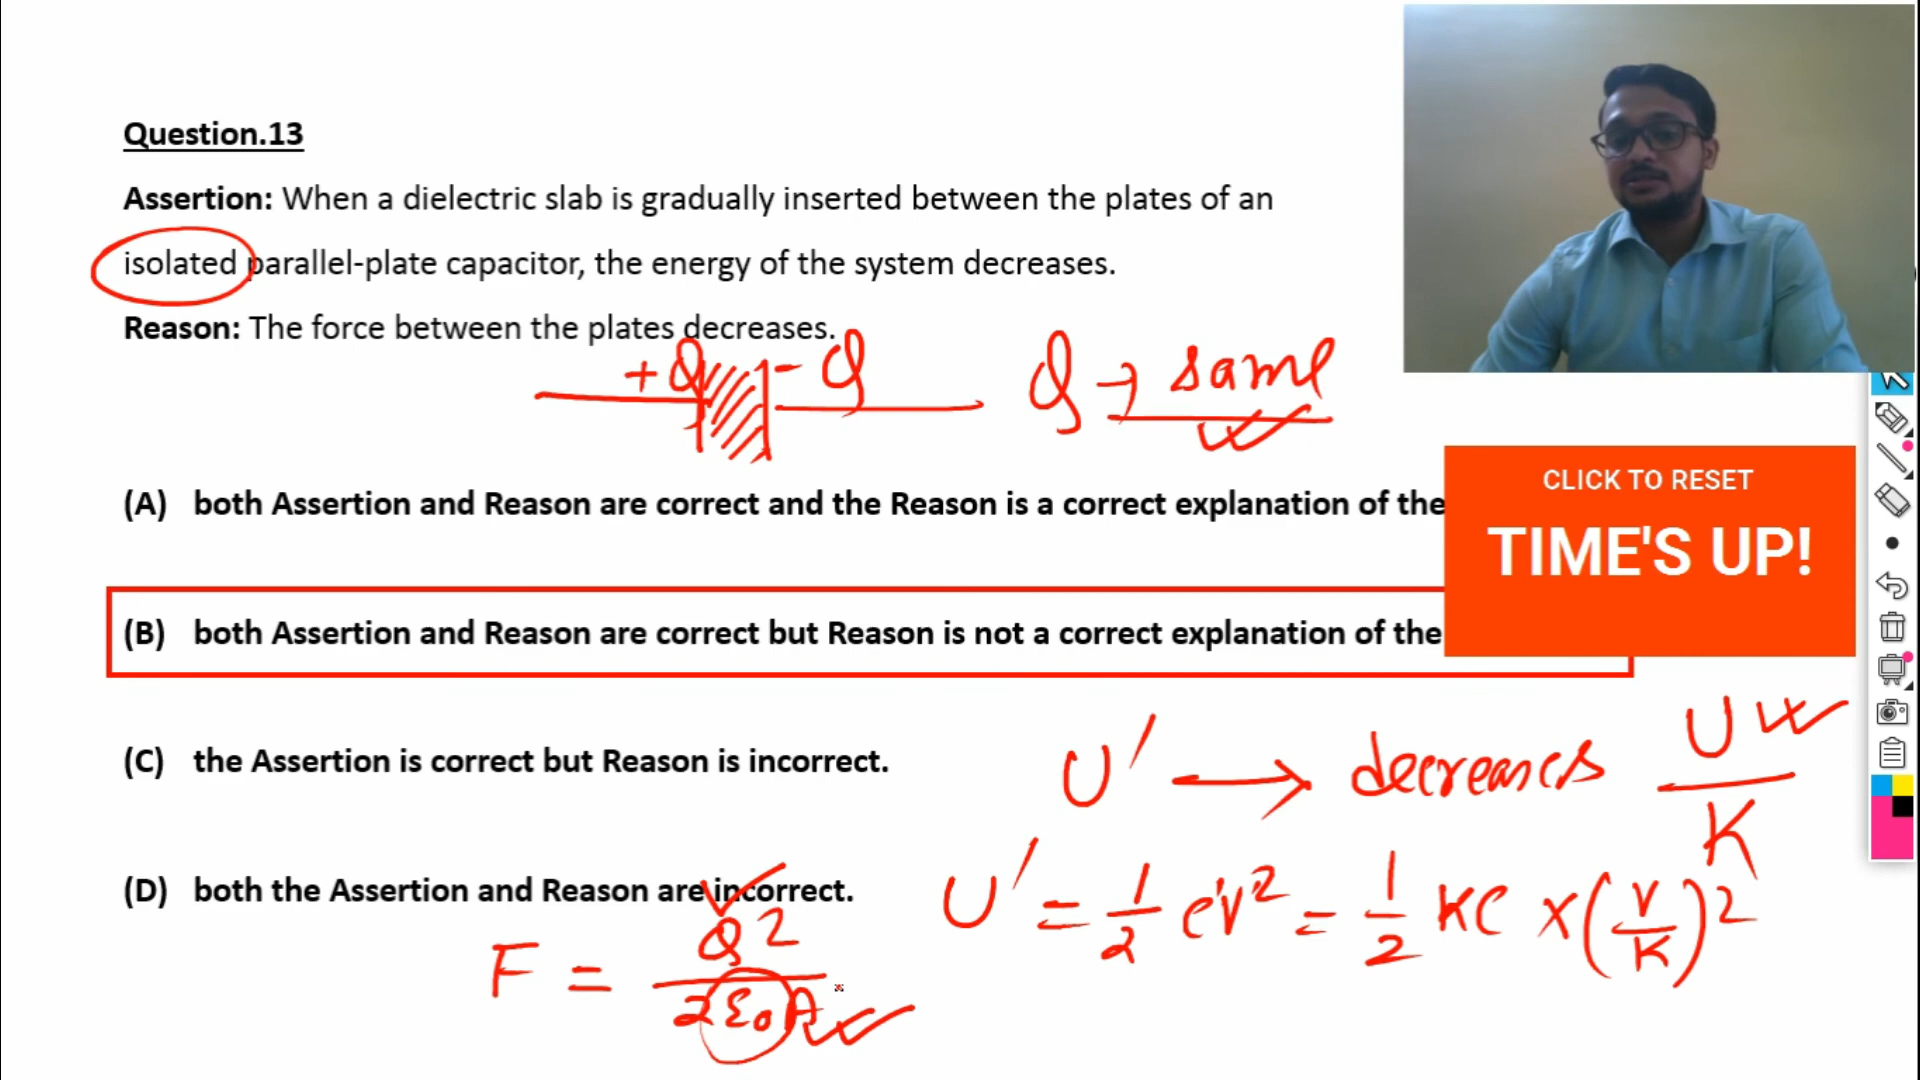 Question.13
Assertion: When a dielectric slab is gradually inserted between the plates of an
isolated parallel-plate capacitor, the energy of the system decreases.
Reason: The force between the plates decreases.
+Q -Q Q → same
(A) both Assertion and Reason are correct and the Reason is a correct explanation of the
CLICK TO RESET
TIME'S UP!
(B) both Assertion and Reason are correct but Reason is not a correct explanation of the
(C) the Assertion is correct but Reason is incorrect.
U' → decreases U/K
(D) both the Assertion and Reason are incorrect.
U' = 1/2 C'V'² = 1/2 KC × (V/K)²
F = Q²/2ε₀A